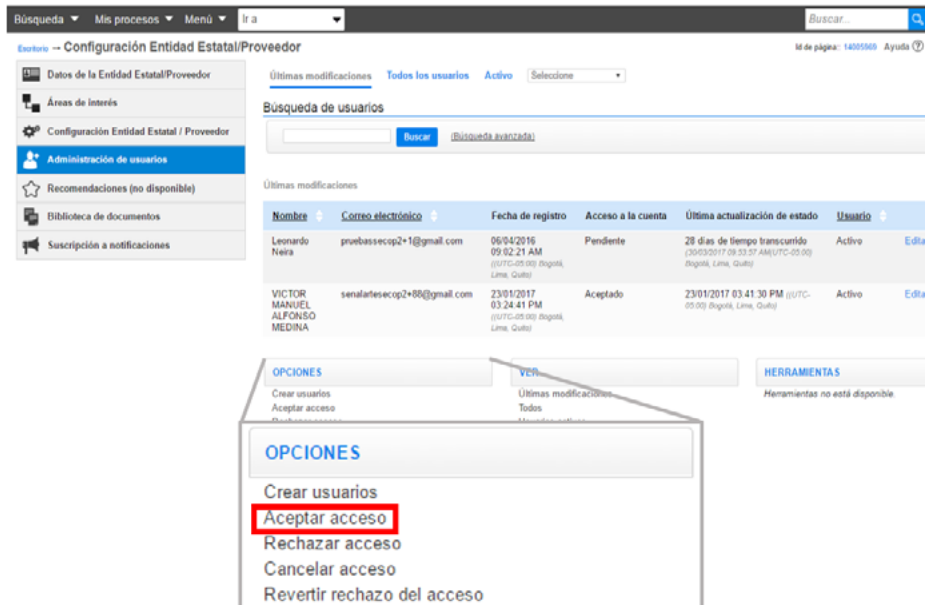 Búsqueda Mis procesos Menú Ir a Buscar...
Escritorio → Configuración Entidad Estatal/Proveedor Id de página:: 14005969 Ayuda
Datos de la Entidad Estatal/Proveedor
Áreas de interés
Configuración Entidad Estatal / Proveedor
Administración de usuarios
Recomendaciones (no disponible)
Biblioteca de documentos
Suscripción a notificaciones
Últimas modificaciones Todos los usuarios Activo Seleccione
Búsqueda de usuarios
Buscar (Búsqueda avanzada)
Últimas modificaciones
Nombre Correo electrónico Fecha de registro Acceso a la cuenta Última actualización de estado Usuario
Leonardo Neira pruebassecop2+1@gmail.com 06/04/2016 09:02:21 AM ((UTC-05:00) Bogotá, Lima, Quito) Pendiente 28 días de tiempo transcurrido (30/03/2017 09:53:57 AM(UTC-05:00) Bogotá, Lima, Quito) Activo Edita
VICTOR MANUEL ALFONSO MEDINA senalartesecop2+88@gmail.com 23/01/2017 03:24:41 PM ((UTC-05:00) Bogotá, Lima, Quito) Aceptado 23/01/2017 03:41:30 PM ((UTC-05:00) Bogotá, Lima, Quito) Activo Edita
OPCIONES VER HERRAMIENTAS
Crear usuarios Últimas modificaciones Herramientas no está disponible.
Aceptar acceso Todos
OPCIONES
Crear usuarios
Aceptar acceso
Rechazar acceso
Cancelar acceso
Revertir rechazo del acceso